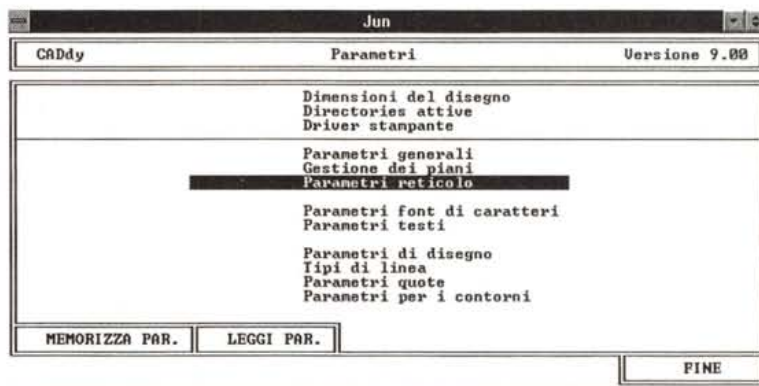 Jun
CADdy Parametri Versione 9.00
Dimensioni del disegno
Directories attive
Driver stampante
Parametri generali
Gestione dei piani
Parametri reticolo
Parametri font di caratteri
Parametri testi
Parametri di disegno
Tipi di linea
Parametri quote
Parametri per i contorni
MEMORIZZA PAR. LEGGI PAR.
FINE